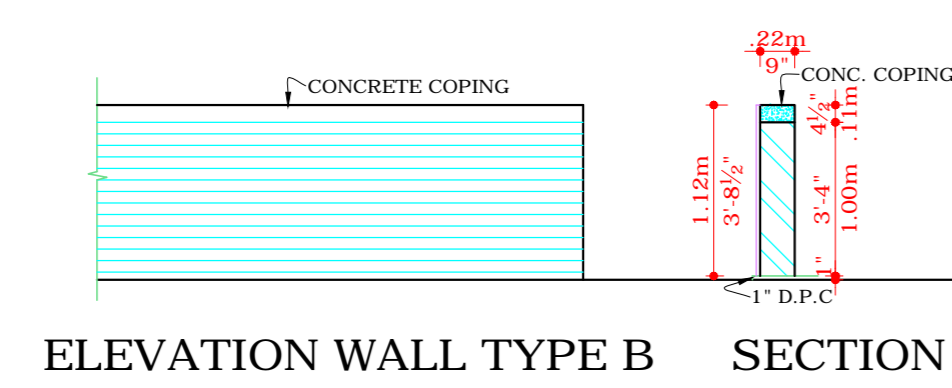 .22m
9"
CONCRETE COPING
CONC. COPING
4½"
.11m
1.12m
3'-8½"
3'-4"
1.00m
1"
1" D.P.C
ELEVATION WALL TYPE B
SECTION